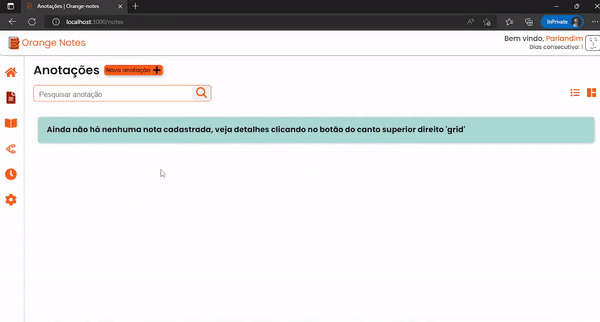 Anotações | Orange-notes
localhost:3000/notes
InPrivate
Orange Notes
Bem vindo, Parlandim
Dias consecutiva: 1
Anotações
Nova anotação
Pesquisar anotação
Ainda não há nenhuma nota cadastrada, veja detalhes clicando no botão do canto superior direito 'grid'